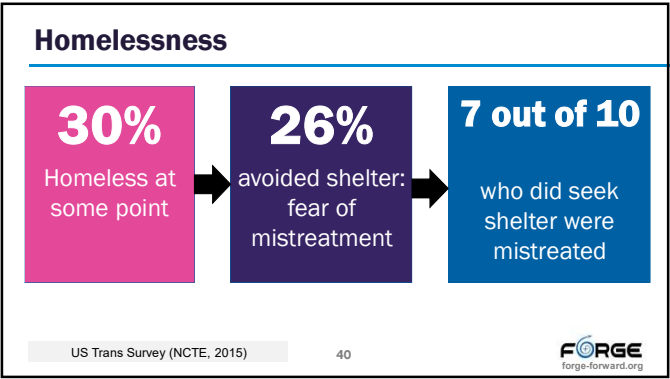 Homelessness
30%
Homeless at
some point
26%
avoided shelter:
fear of
mistreatment
7 out of 10
who did seek
shelter were
mistreated
US Trans Survey (NCTE, 2015)
40
FORGE
forge-forward.org